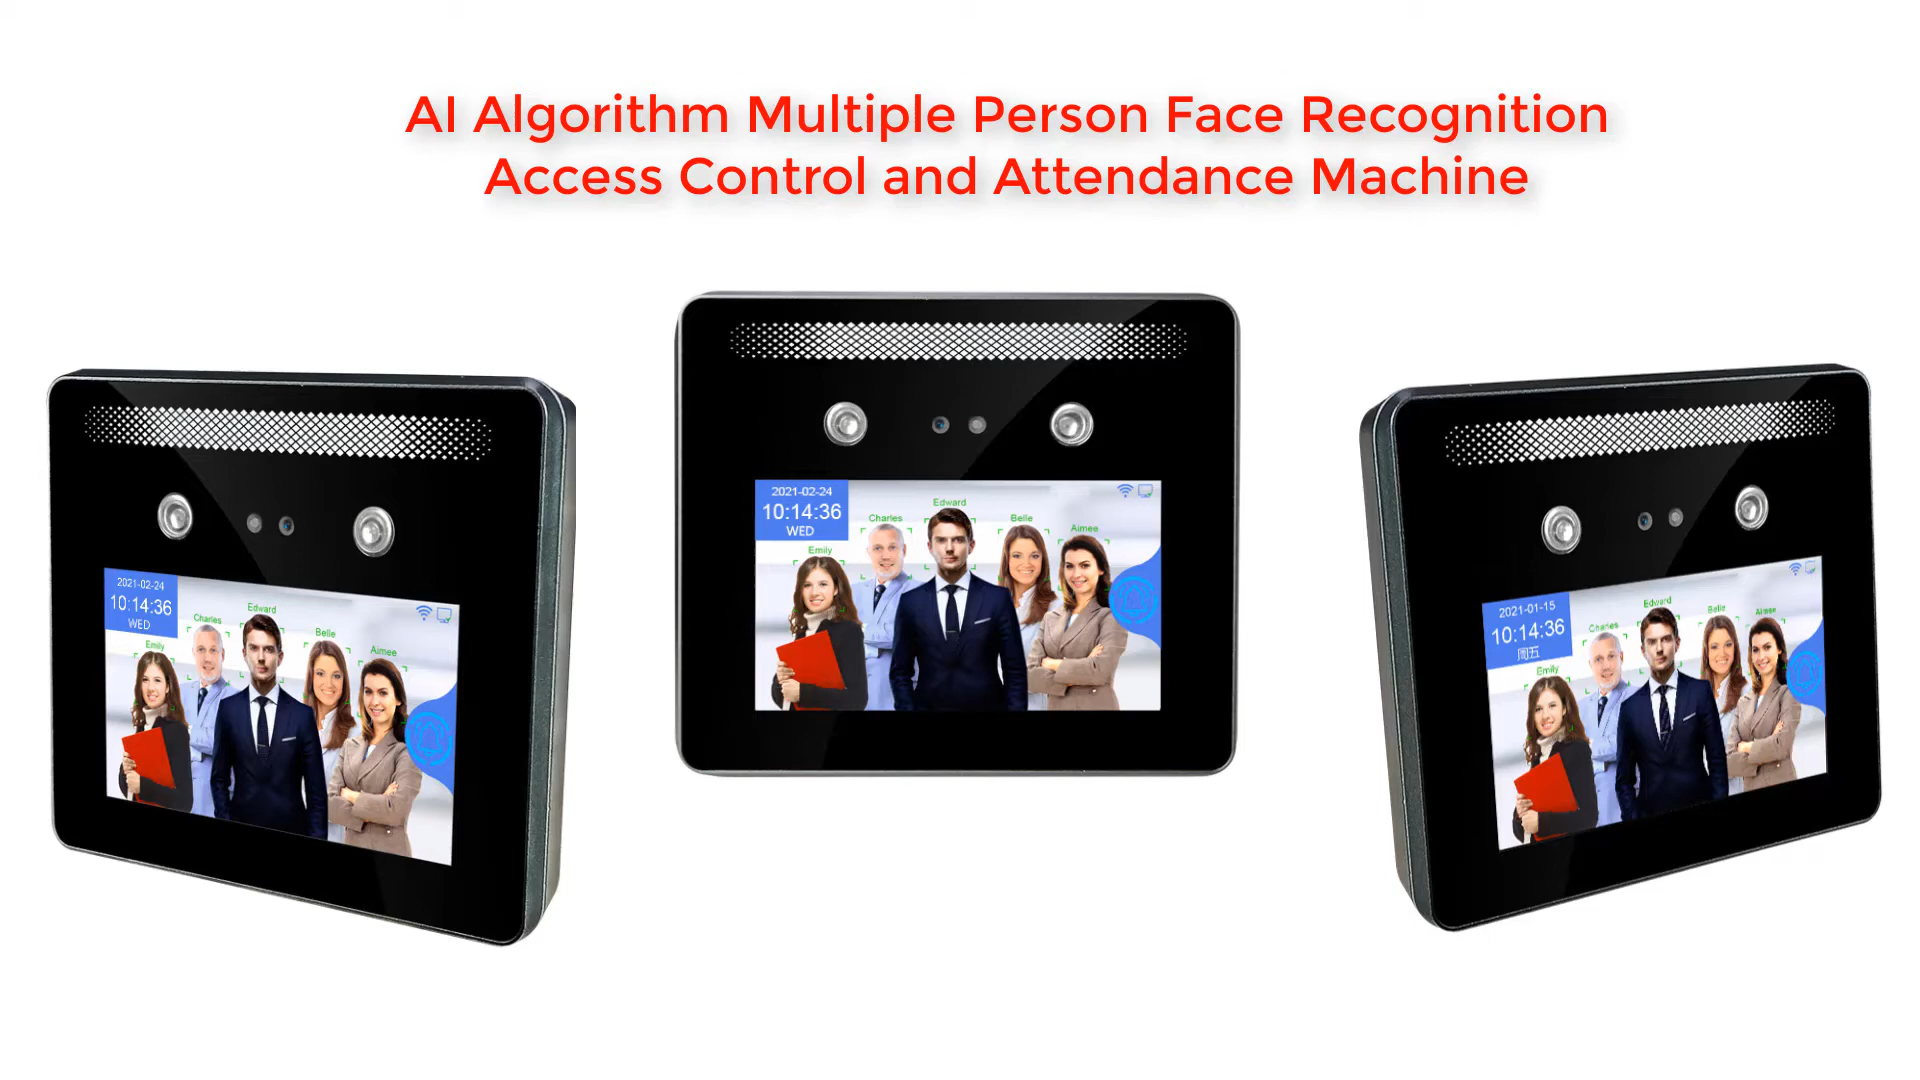 AI Algorithm Multiple Person Face Recognition
Access Control and Attendance Machine
2021-02-24
10:14:36
WED
Emily
Charles
Edward
Belle
Aimee
2021-02-24
10:14:36
WED
Emily
Charles
Edward
Belle
Aimee
2021-01-15
10:14:36
周五
Emily
Charles
Edward
Belle
Aimee